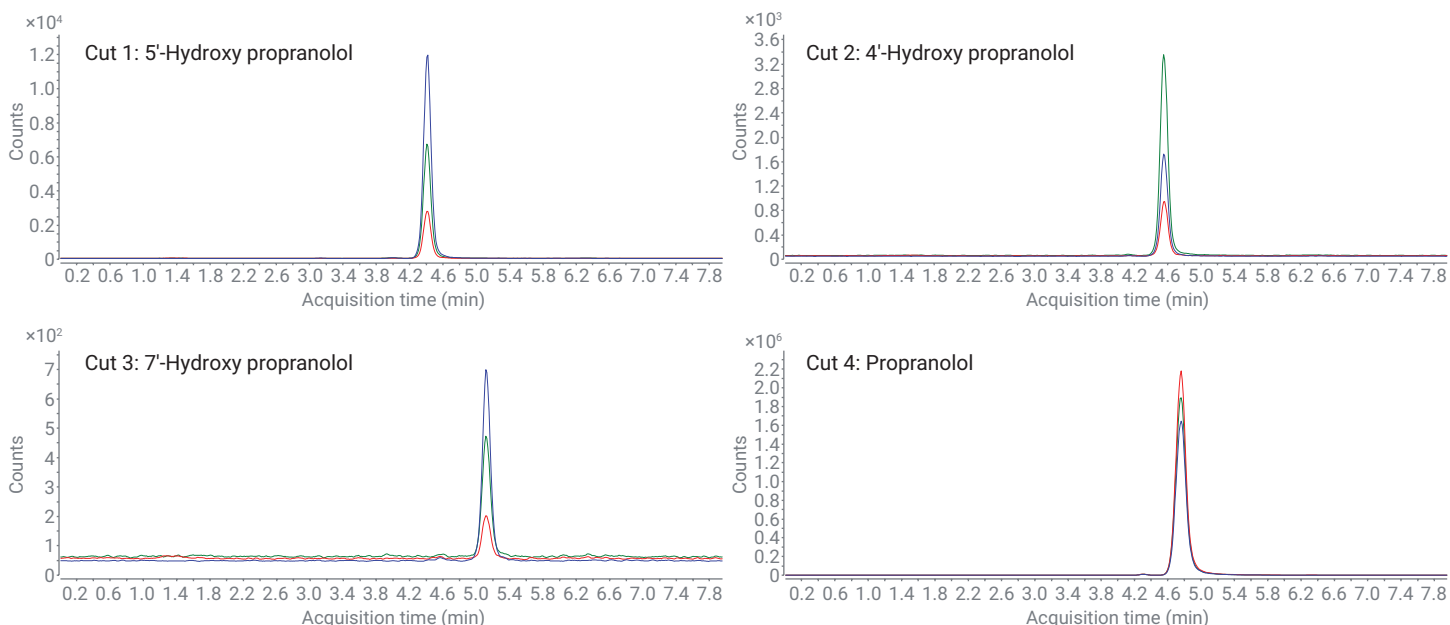 ×10⁴
Cut 1: 5'-Hydroxy propranolol
Counts
1.2
1.0
0.8
0.6
0.4
0.2
0
0.2 0.6 1.0 1.4 1.8 2.2 2.6 3.0 3.4 3.8 4.2 4.6 5.0 5.4 5.8 6.2 6.6 7.0 7.4 7.8
Acquisition time (min)
×10³
Cut 2: 4'-Hydroxy propranolol
Counts
3.6
3.2
2.8
2.4
2.0
1.6
1.2
0.8
0.4
0
0.2 0.6 1.0 1.4 1.8 2.2 2.6 3.0 3.4 3.8 4.2 4.6 5.0 5.4 5.8 6.2 6.6 7.0 7.4 7.8
Acquisition time (min)
×10²
Cut 3: 7'-Hydroxy propranolol
Counts
7
6
5
4
3
2
1
0
0.2 0.6 1.0 1.4 1.8 2.2 2.6 3.0 3.4 3.8 4.2 4.6 5.0 5.4 5.8 6.2 6.6 7.0 7.4 7.8
Acquisition time (min)
×10⁶
Cut 4: Propranolol
Counts
2.2
2.0
1.8
1.6
1.4
1.2
1.0
0.8
0.6
0.4
0.2
0
0.2 0.6 1.0 1.4 1.8 2.2 2.6 3.0 3.4 3.8 4.2 4.6 5.0 5.4 5.8 6.2 6.6 7.0 7.4 7.8
Acquisition time (min)